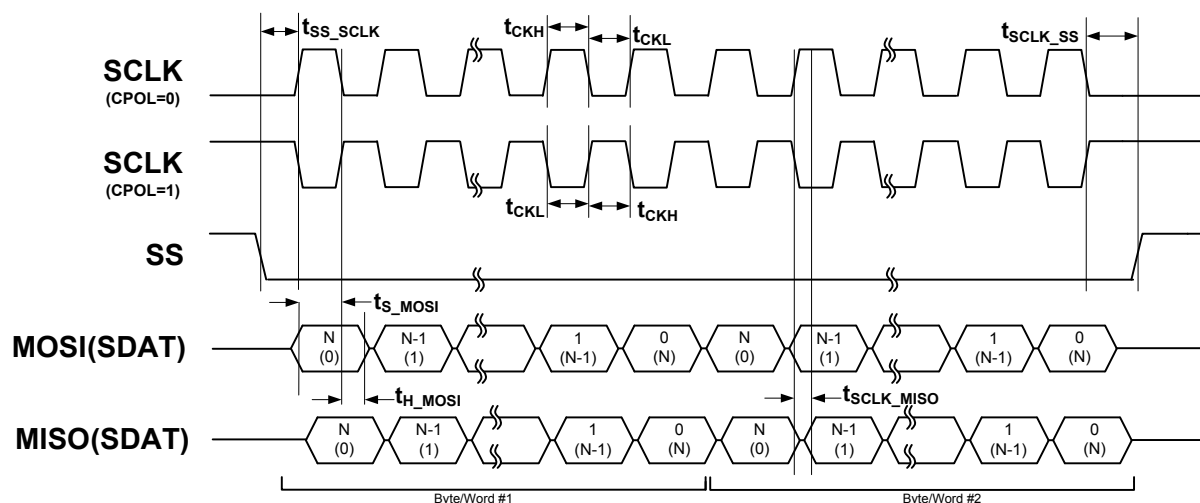 tSS_SCLK
tCKH
tCKL
tSCLK_SS
SCLK
(CPOL=0)
SCLK
(CPOL=1)
tCKL
tCKH
SS
tS_MOSI
MOSI(SDAT)
N
(0)
N-1
(1)
1
(N-1)
0
(N)
N
(0)
N-1
(1)
1
(N-1)
0
(N)
tH_MOSI
tSCLK_MISO
MISO(SDAT)
N
(0)
N-1
(1)
1
(N-1)
0
(N)
N
(0)
N-1
(1)
1
(N-1)
0
(N)
Byte/Word #1
Byte/Word #2